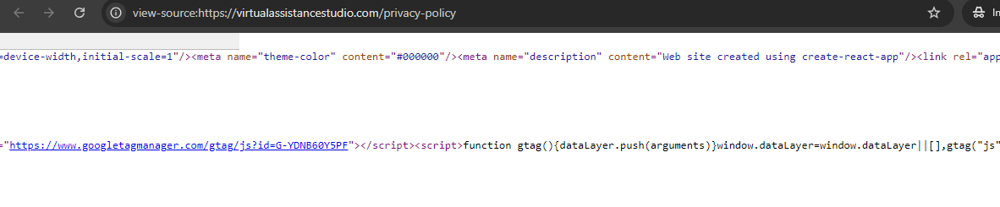 view-source:https://virtualassistancestudio.com/privacy-policy
In
=device-width,initial-scale=1"/><meta name="theme-color" content="#000000"/><meta name="description" content="Web site created using create-react-app"/><link rel="app
="https://www.googletagmanager.com/gtag/js?id=G-YDNB60Y5PF"></script><script>function gtag(){dataLayer.push(arguments)}window.dataLayer=window.dataLayer||[],gtag("js"